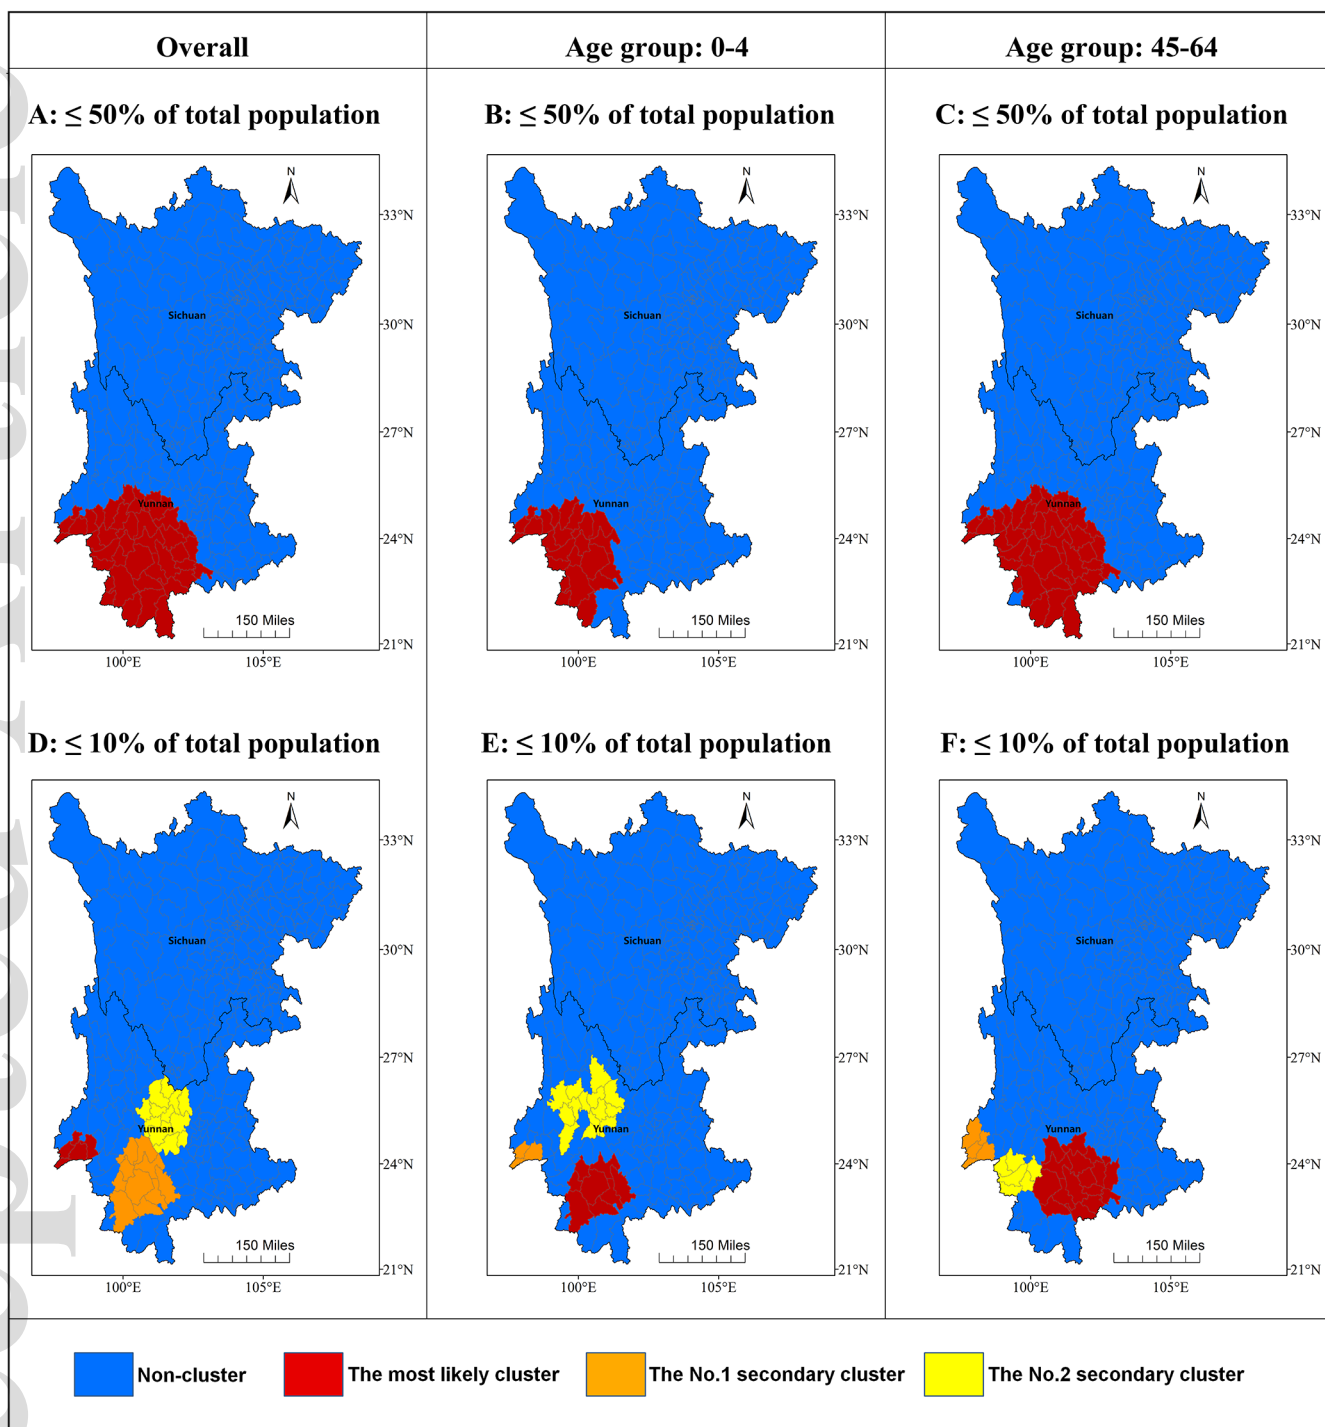 Overall
Age group: 0-4
Age group: 45-64
A: ≤ 50% of total population
B: ≤ 50% of total population
C: ≤ 50% of total population
N
33°N
Sichuan
30°N
27°N
Yunnan
24°N
150 Miles
21°N
100°E
105°E
N
33°N
Sichuan
30°N
27°N
Yunnan
24°N
150 Miles
21°N
100°E
105°E
N
33°N
Sichuan
30°N
27°N
Yunnan
24°N
150 Miles
21°N
100°E
105°E
D: ≤ 10% of total population
E: ≤ 10% of total population
F: ≤ 10% of total population
N
33°N
Sichuan
30°N
27°N
Yunnan
24°N
150 Miles
21°N
100°E
105°E
N
33°N
Sichuan
30°N
27°N
Yunnan
24°N
150 Miles
21°N
100°E
105°E
N
33°N
Sichuan
30°N
27°N
Yunnan
24°N
150 Miles
21°N
100°E
105°E
Non-cluster
The most likely cluster
The No.1 secondary cluster
The No.2 secondary cluster